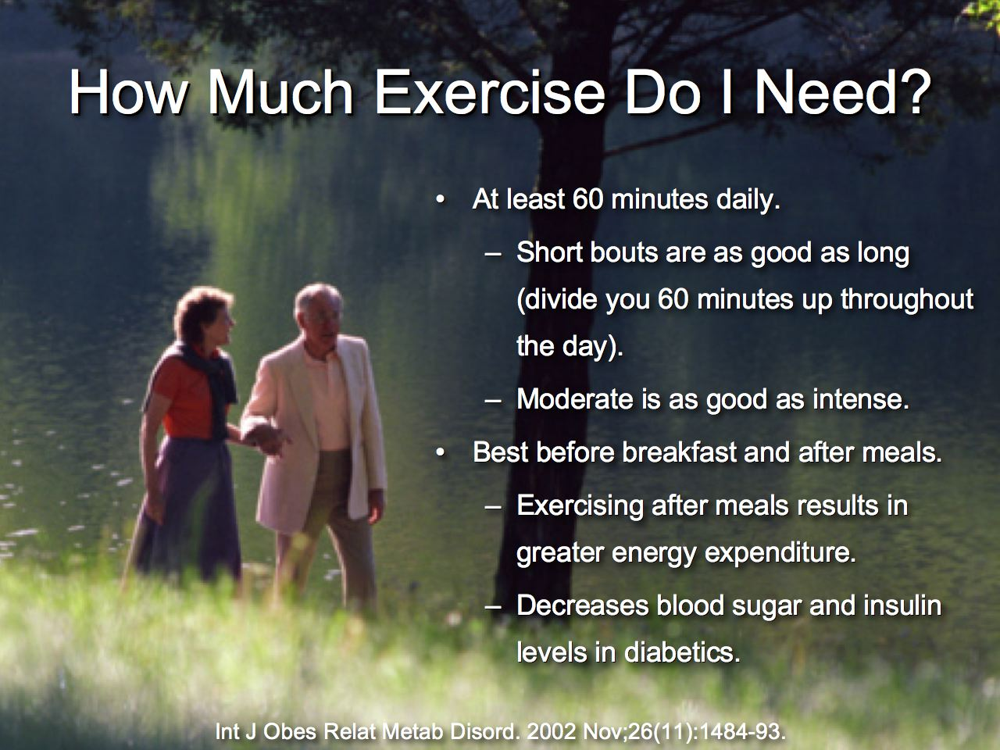 How Much Exercise Do I Need?
• At least 60 minutes daily.
– Short bouts are as good as long
(divide you 60 minutes up throughout
the day).
– Moderate is as good as intense.
• Best before breakfast and after meals.
– Exercising after meals results in
greater energy expenditure.
– Decreases blood sugar and insulin
levels in diabetics.
Int J Obes Relat Metab Disord. 2002 Nov;26(11):1484-93.